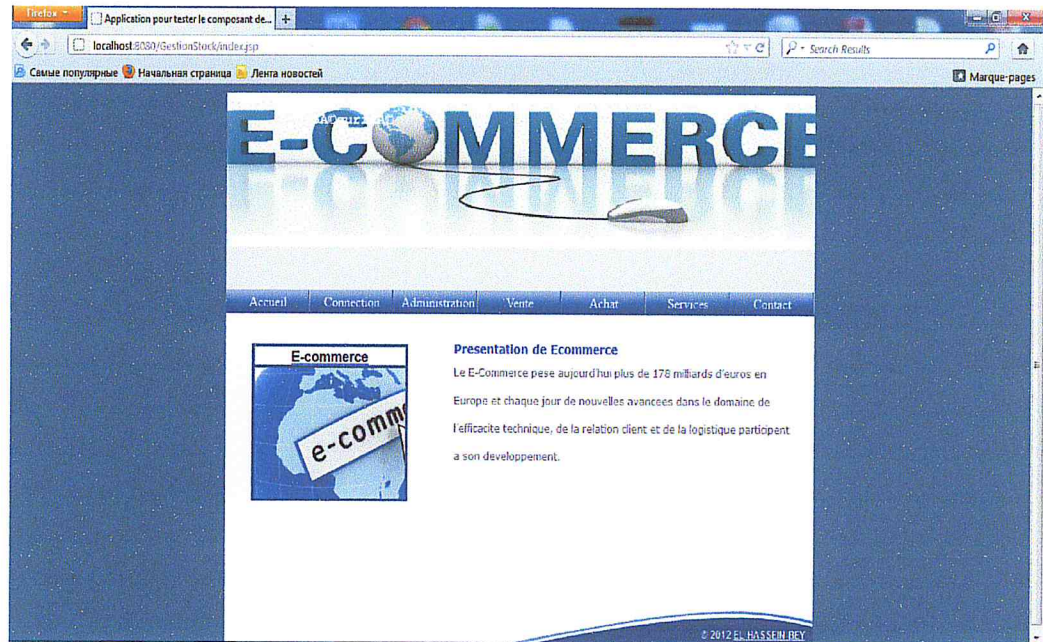 Firefox
Application pour tester le composant de... +
localhost:8080/GestionStock/index.jsp
Search Results
Самые популярные Начальная страница Лента новостей
Marque-pages
E-COMMERCE
Accueil Connection Administration Vente Achat Services Contact
E-commerce
e-comme
Presentation de Ecommerce
Le E-Commerce pese aujourd'hui plus de 178 milliards d'euros en
Europe et chaque jour de nouvelles avancees dans le domaine de
l'efficacite technique, de la relation client et de la logistique participent
a son developpement.
© 2012 EL HASSEIN BEY